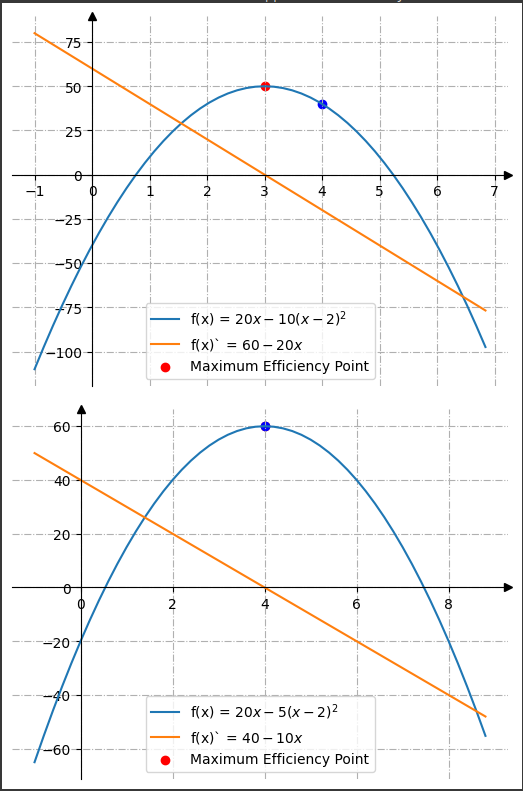 75
50
25
0
−1 0 1 2 3 4 5 6 7
−25
−50
−75
−100
f(x) = 20x − 10(x − 2)²
f(x)` = 60 − 20x
Maximum Efficiency Point
60
40
20
0
0 2 4 6 8
−20
−40
−60
f(x) = 20x − 5(x − 2)²
f(x)` = 40 − 10x
Maximum Efficiency Point